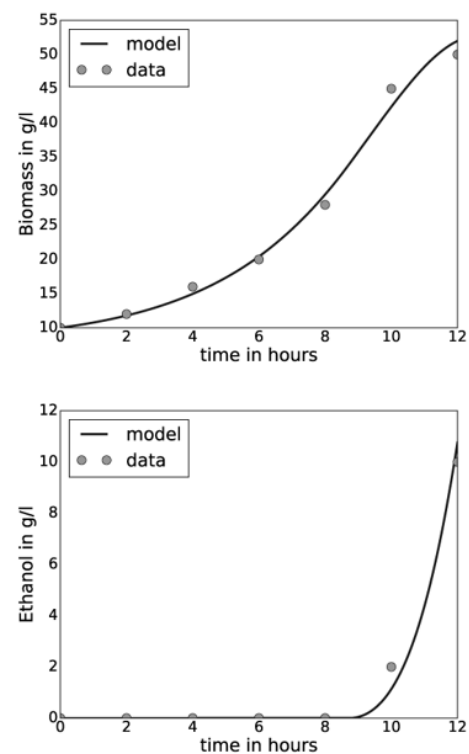 55
50
45
40
35
30
25
20
15
10
Biomass in g/l
model
data
0 2 4 6 8 10 12
time in hours
12
10
8
6
4
2
0
Ethanol in g/l
model
data
0 2 4 6 8 10 12
time in hours